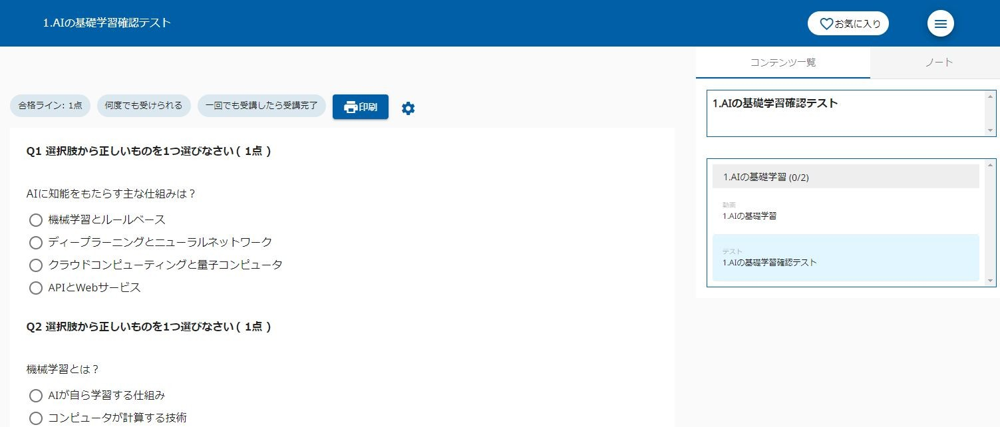 1.AIの基礎学習確認テスト
お気に入り
コンテンツ一覧
ノート
合格ライン: 1点
何度でも受けられる
一回でも受講したら受講完了
印刷
1.AIの基礎学習確認テスト
Q1 選択肢から正しいものを1つ選びなさい ( 1点 )
AIに知能をもたらす主な仕組みは？
機械学習とルールベース
ディープラーニングとニューラルネットワーク
クラウドコンピューティングと量子コンピュータ
APIとWebサービス
Q2 選択肢から正しいものを1つ選びなさい ( 1点 )
機械学習とは？
AIが自ら学習する仕組み
コンピュータが計算する技術
1.AIの基礎学習 (0/2)
動画
1.AIの基礎学習
テスト
1.AIの基礎学習確認テスト